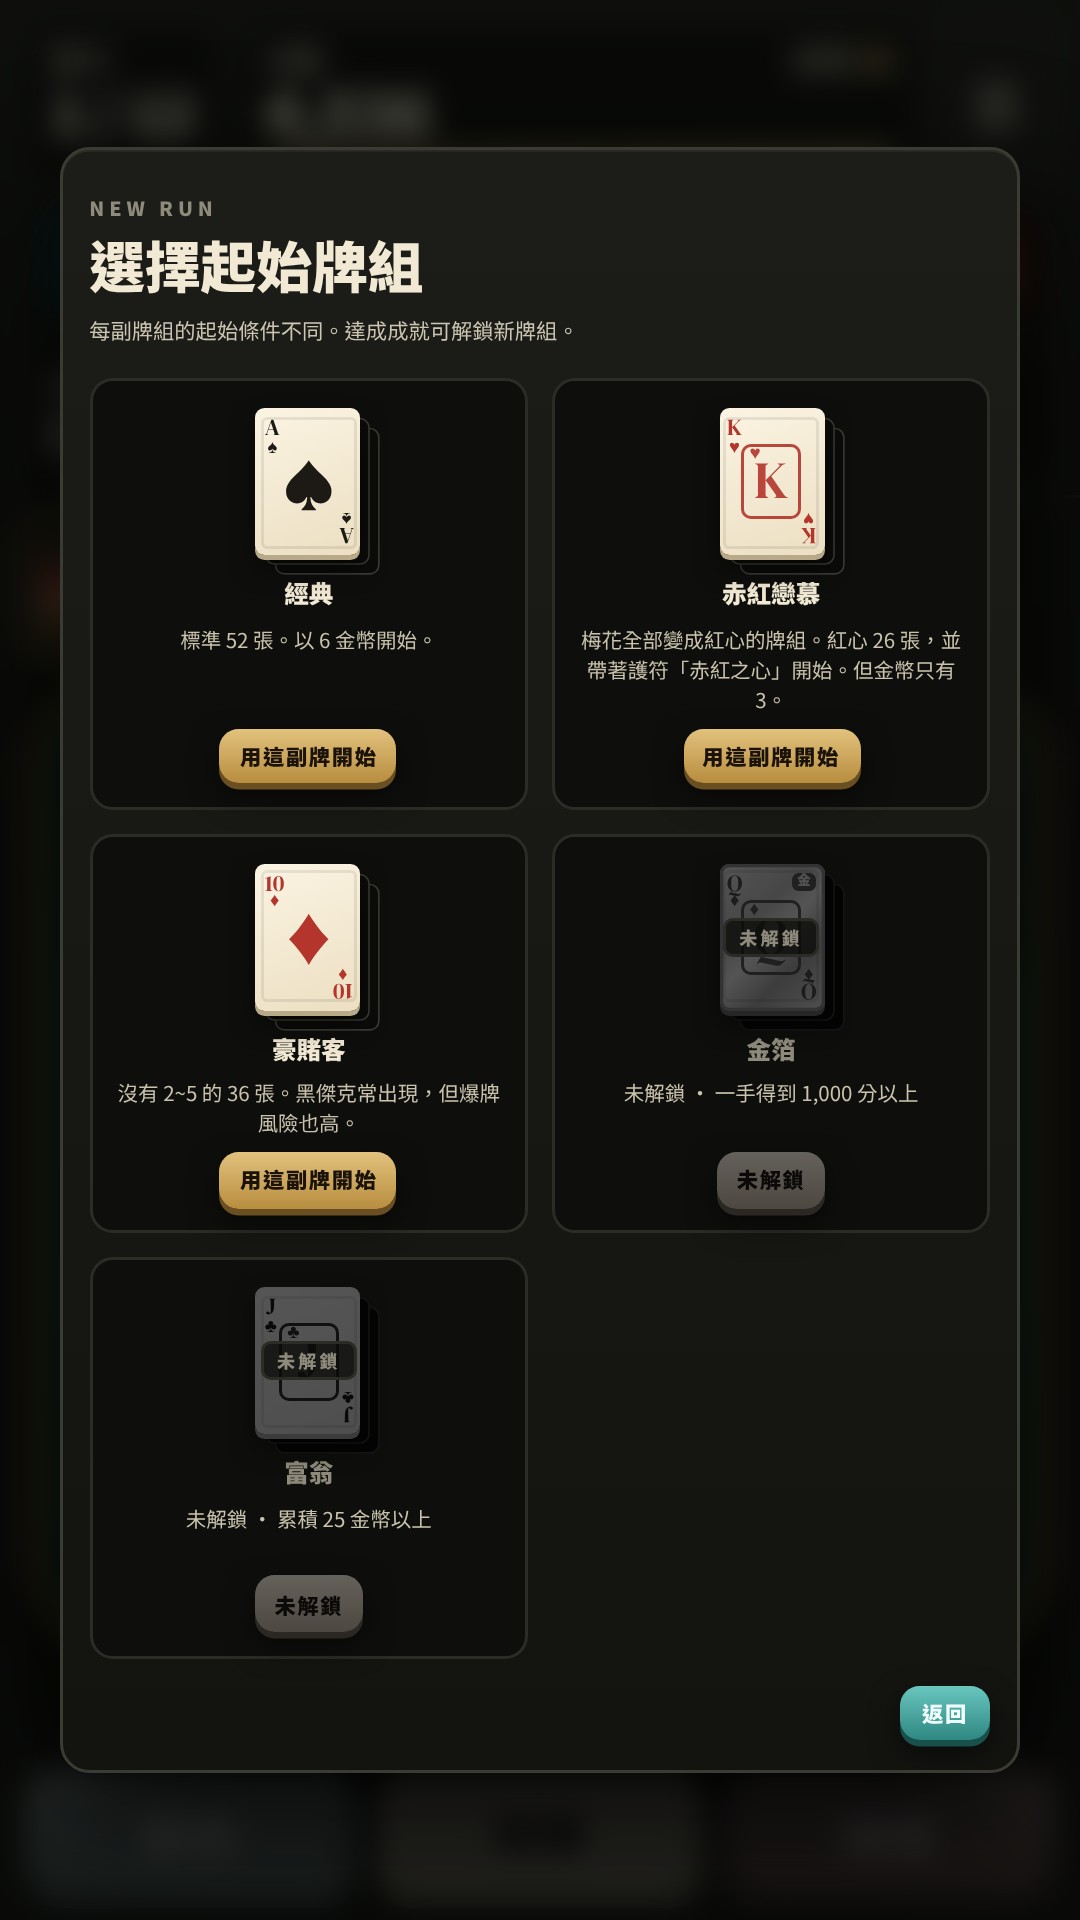 NEW RUN
選擇起始牌組
每副牌組的起始條件不同。達成成就可解鎖新牌組。
A
A
經典
標準 52 張。以 6 金幣開始。
用這副牌開始
K
K
K
赤紅戀慕
梅花全部變成紅心的牌組。紅心 26 張，並
帶著護符「赤紅之心」開始。但金幣只有
3。
用這副牌開始
10
10
豪賭客
沒有 2~5 的 36 張。黑傑克常出現，但爆牌
風險也高。
用這副牌開始
Q
金
未解鎖
Q
金箔
未解鎖 · 一手得到 1,000 分以上
未解鎖
J
未解鎖
J
富翁
未解鎖 · 累積 25 金幣以上
未解鎖
返回